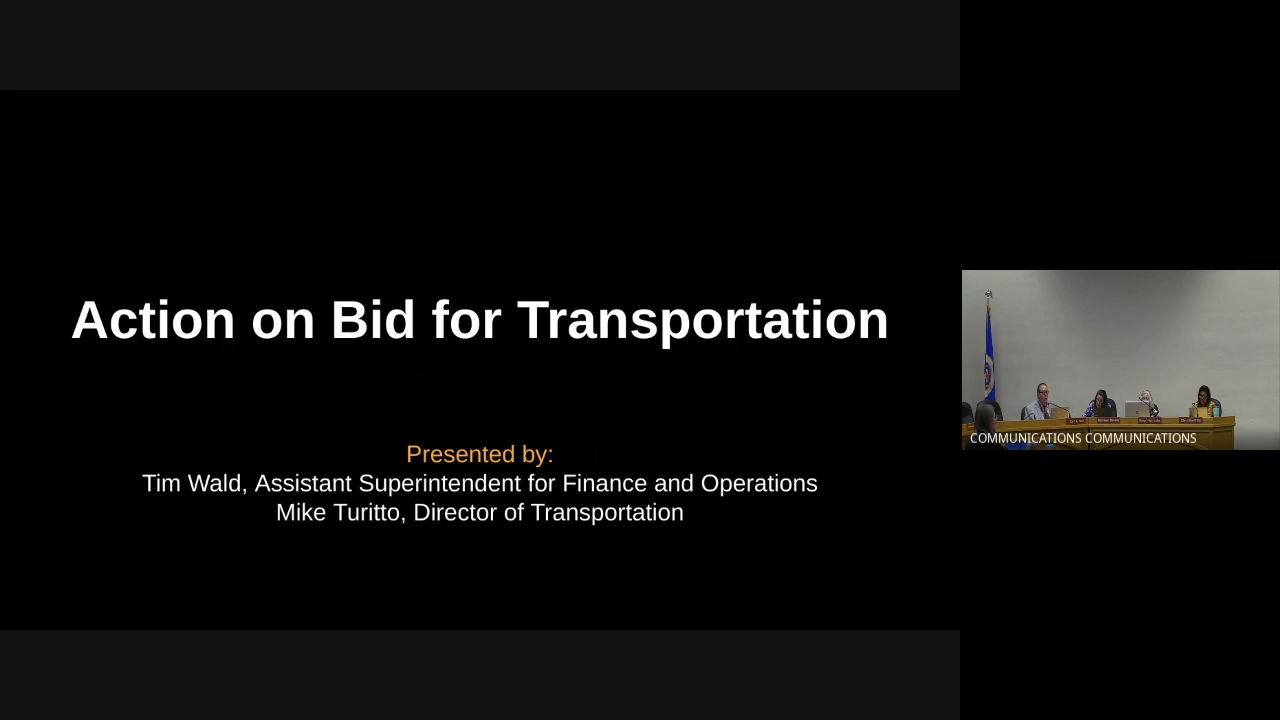 Action on Bid for Transportation
Presented by:
Tim Wald, Assistant Superintendent for Finance and Operations
Mike Turitto, Director of Transportation
COMMUNICATIONS COMMUNICATIONS